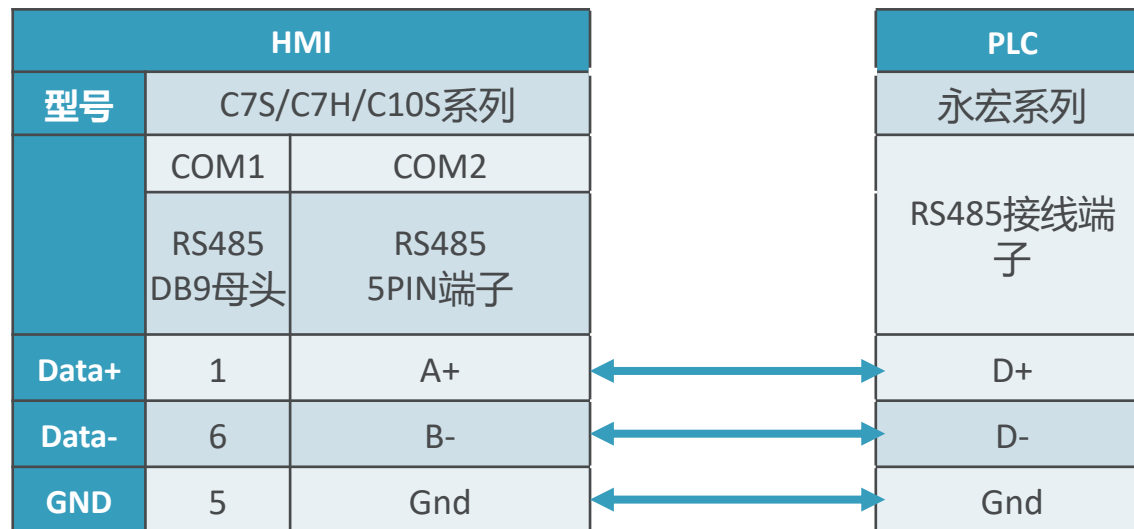 HMI
PLC
型号
C7S/C7H/C10S系列
永宏系列
COM1
COM2
RS485
DB9母头
RS485
5PIN端子
RS485接线端
子
Data+
1
A+
D+
Data-
6
B-
D-
GND
5
Gnd
Gnd